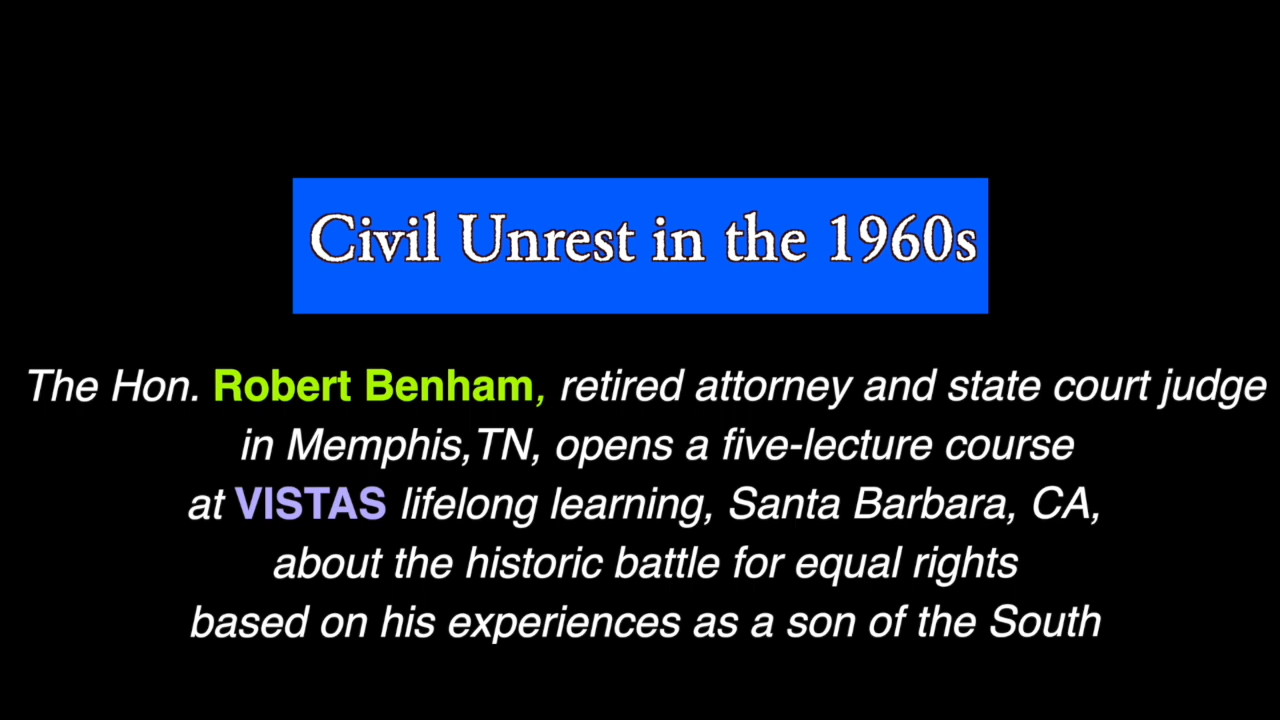 Civil Unrest in the 1960s
The Hon. Robert Benham, retired attorney and state court judge
in Memphis,TN, opens a five-lecture course
at VISTAS lifelong learning, Santa Barbara, CA,
about the historic battle for equal rights
based on his experiences as a son of the South